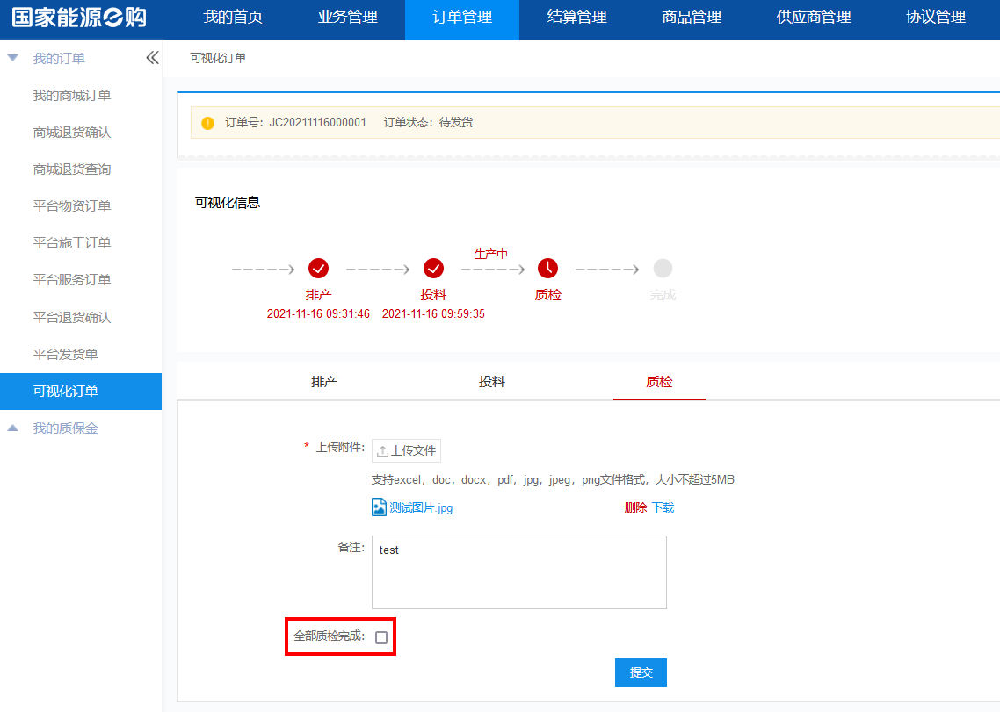 国家能源e购
我的首页 业务管理 订单管理 结算管理 商品管理 供应商管理 协议管理
我的订单
我的商城订单
商城退货确认
商城退货查询
平台物资订单
平台施工订单
平台服务订单
平台退货确认
平台发货单
可视化订单
我的质保金
可视化订单
订单号: JC20211116000001 订单状态: 待发货
可视化信息
生产中
排产 投料 质检 完成
2021-11-16 09:31:46 2021-11-16 09:59:35
排产 投料 质检
* 上传附件: 上传文件
支持excel，doc，docx，pdf，jpg，jpeg，png文件格式，大小不超过5MB
测试图片.jpg 删除 下载
备注: test
全部质检完成:
提交